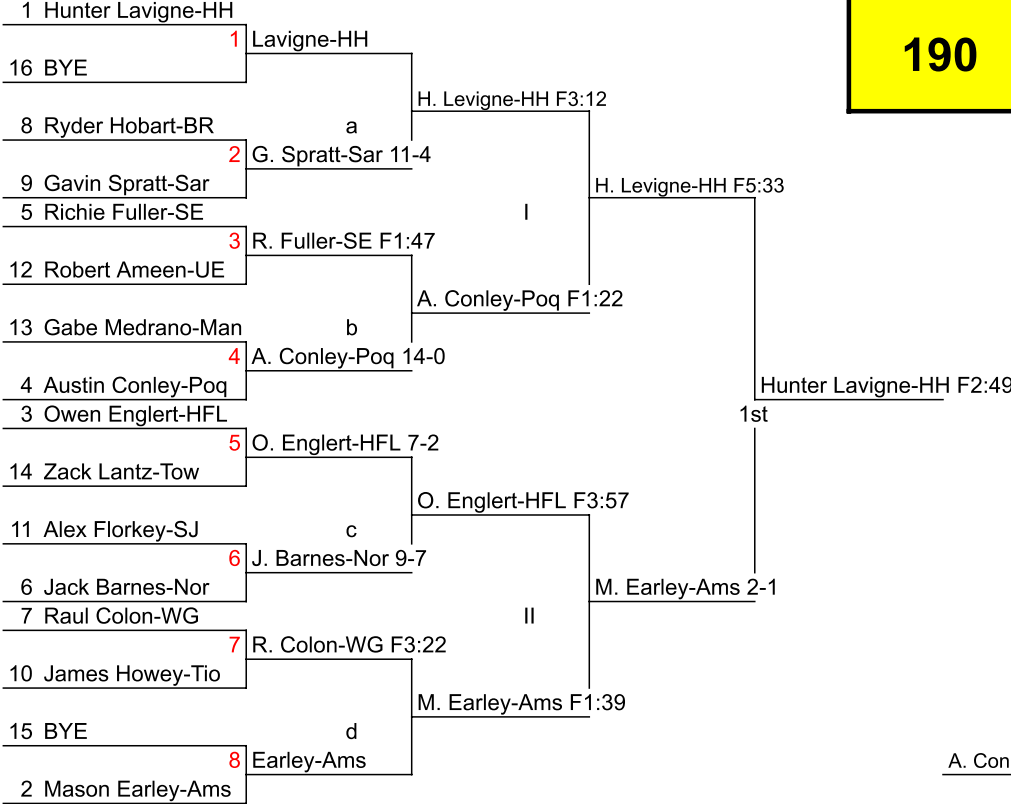 1 Hunter Lavigne-HH
1 Lavigne-HH
16 BYE
190
H. Levigne-HH F3:12
8 Ryder Hobart-BR
a
2 G. Spratt-Sar 11-4
9 Gavin Spratt-Sar
H. Levigne-HH F5:33
5 Richie Fuller-SE
I
3 R. Fuller-SE F1:47
12 Robert Ameen-UE
A. Conley-Poq F1:22
13 Gabe Medrano-Man
b
4 A. Conley-Poq 14-0
4 Austin Conley-Poq
Hunter Lavigne-HH F2:49
3 Owen Englert-HFL
1st
5 O. Englert-HFL 7-2
14 Zack Lantz-Tow
O. Englert-HFL F3:57
11 Alex Florkey-SJ
c
6 J. Barnes-Nor 9-7
6 Jack Barnes-Nor
M. Earley-Ams 2-1
7 Raul Colon-WG
II
7 R. Colon-WG F3:22
10 James Howey-Tio
M. Earley-Ams F1:39
15 BYE
d
8 Earley-Ams
A. Con
2 Mason Earley-Ams